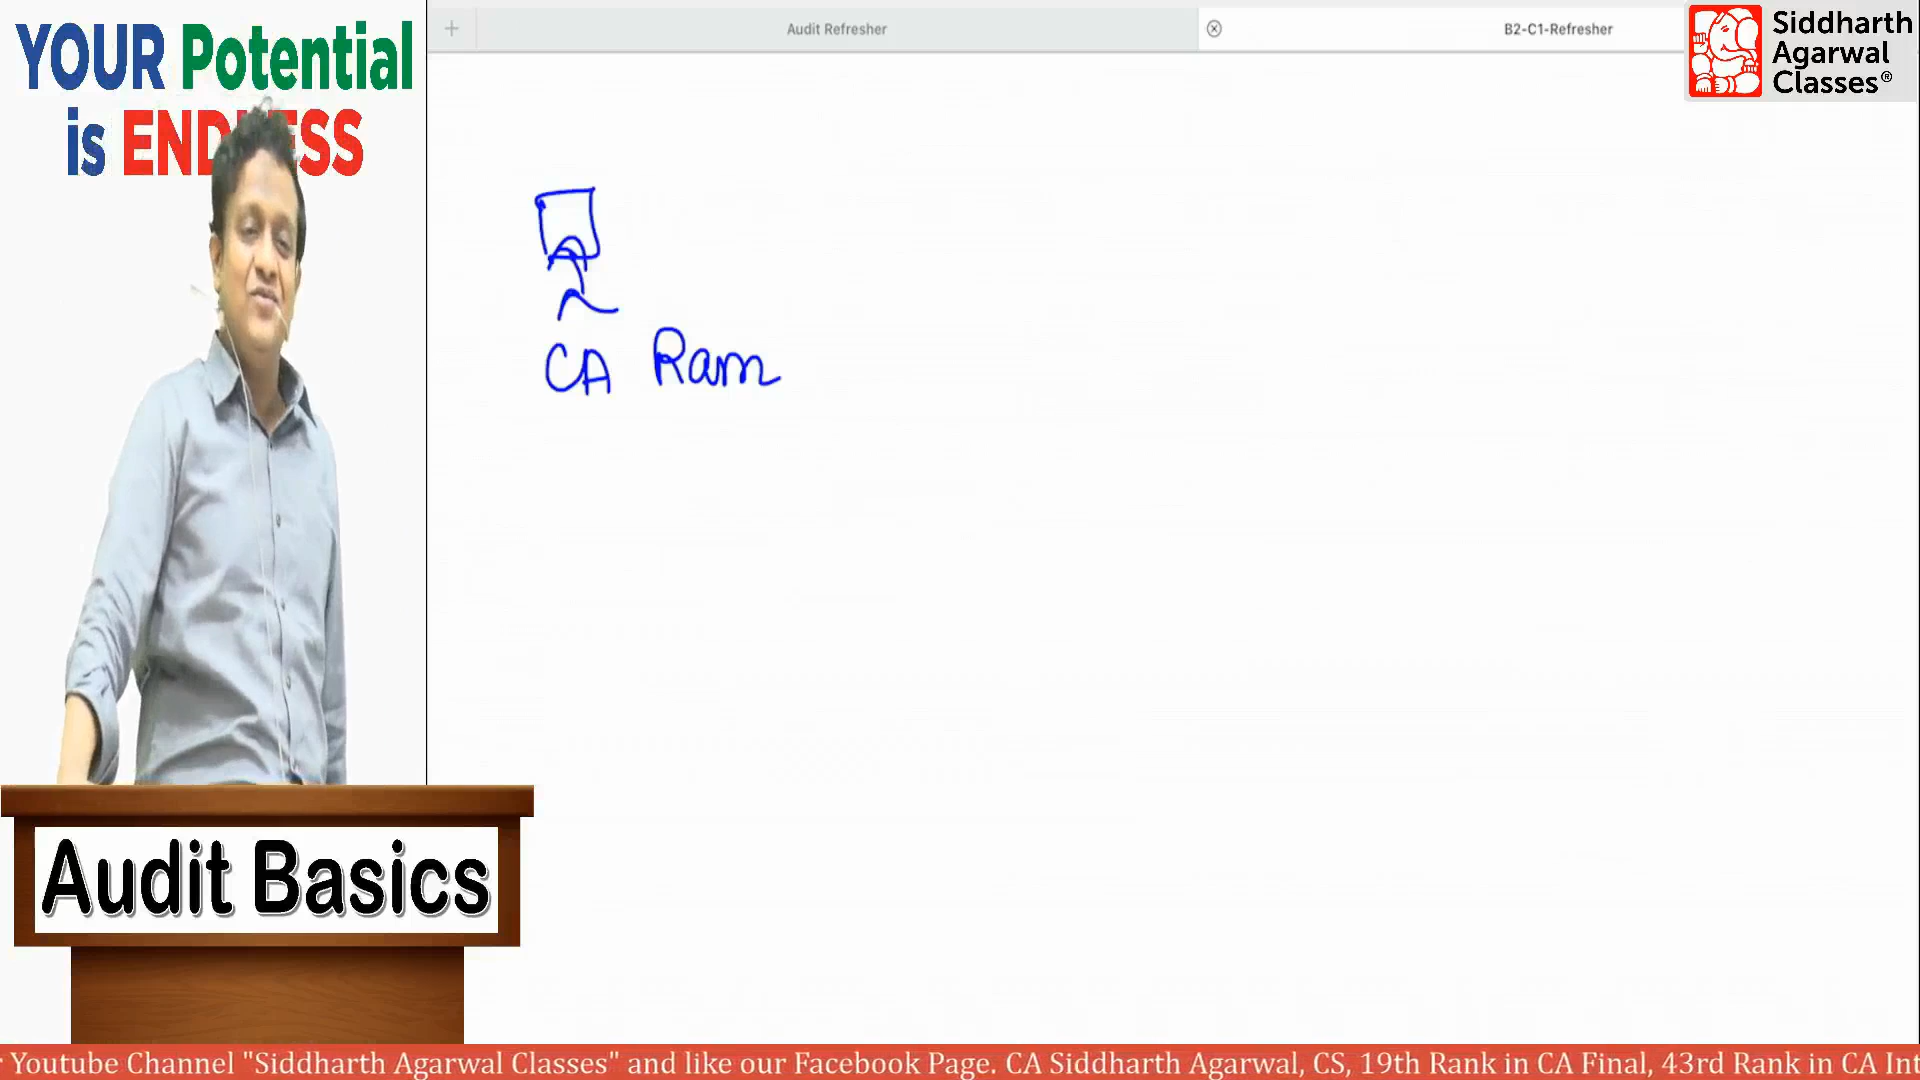 YOUR Potential
is ENDLESS
Audit Refresher
B2-C1-Refresher
Siddharth
Agarwal
Classes®
CA Ram
Audit Basics
Youtube Channel "Siddharth Agarwal Classes" and like our Facebook Page. CA Siddharth Agarwal, CS, 19th Rank in CA Final, 43rd Rank in CA Int